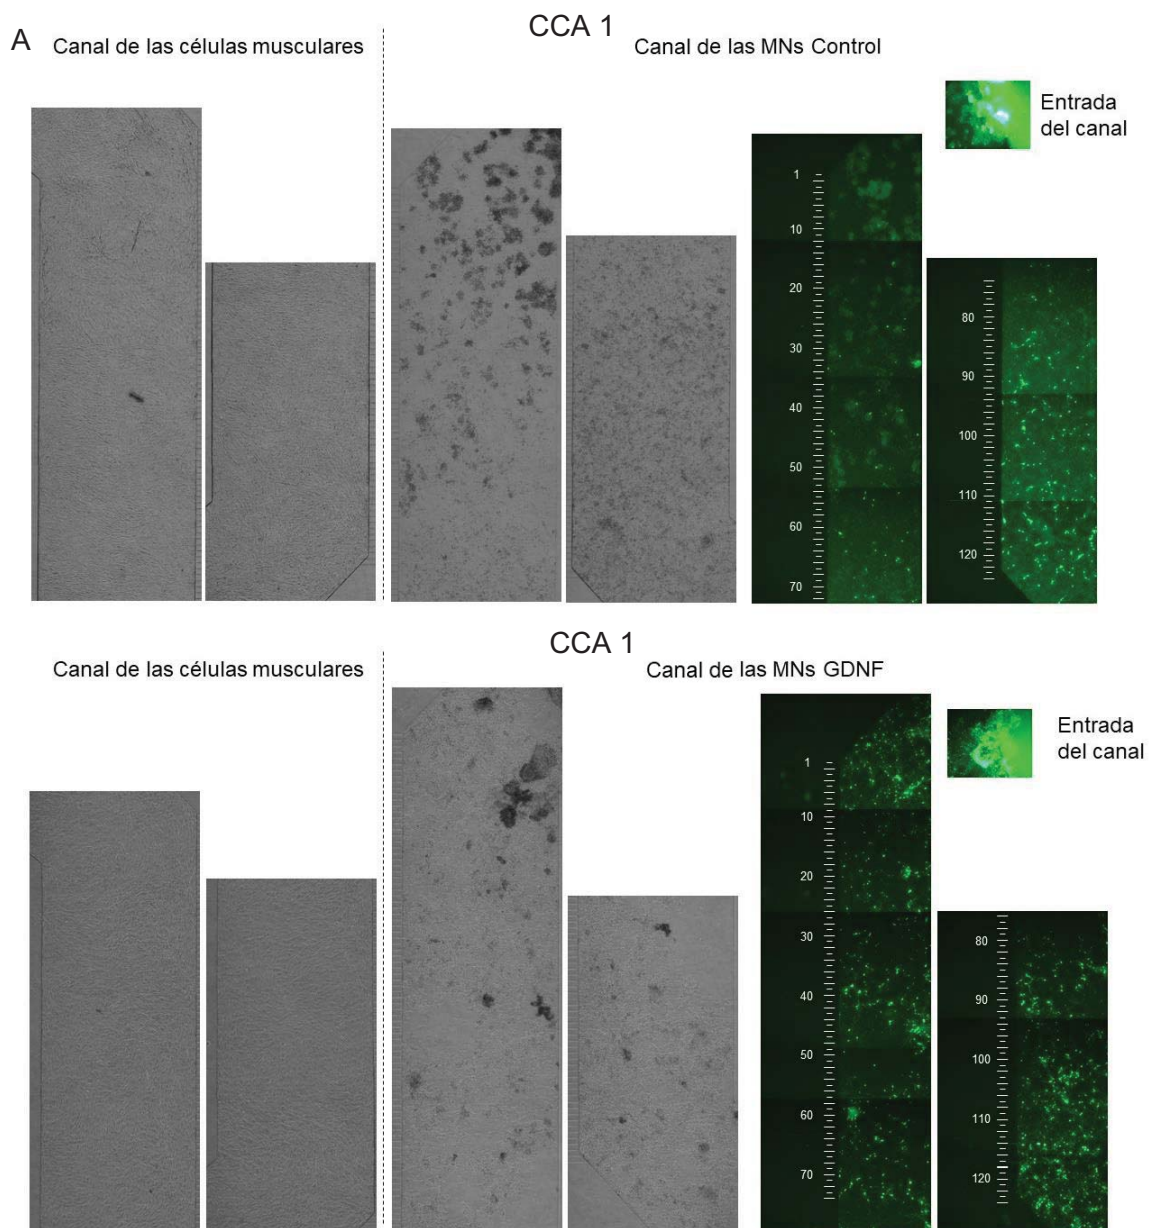 A
CCA 1
Canal de las células musculares
Canal de las MNs Control
Entrada
del canal
1
10
20
30
40
50
60
70
80
90
100
110
120
CCA 1
Canal de las células musculares
Canal de las MNs GDNF
Entrada
del canal
1
10
20
30
40
50
60
70
80
90
100
110
120